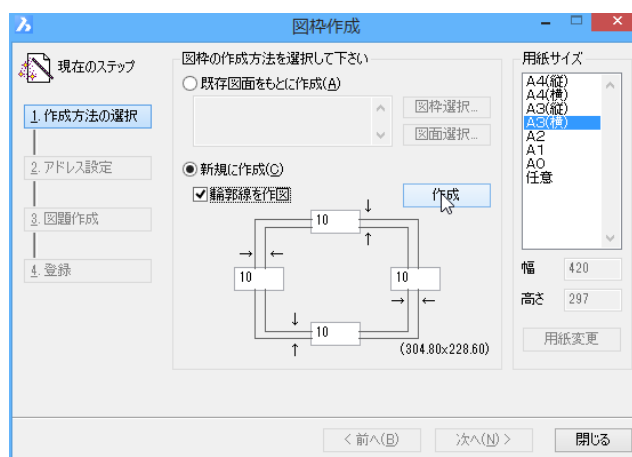 図枠作成
現在のステップ
1. 作成方法の選択
2. アドレス設定
3. 図題作成
4. 登録
図枠の作成方法を選択して下さい
既存図面をもとに作成(A)
図枠選択...
図面選択...
新規に作成(C)
輪郭線を作図
作成
10
10
10
10
(304.80x228.60)
用紙サイズ
A4(縦)
A4(横)
A3(縦)
A3(横)
A2
A1
A0
任意
幅
420
高さ
297
用紙変更
< 前へ(B)
次へ(N) >
閉じる